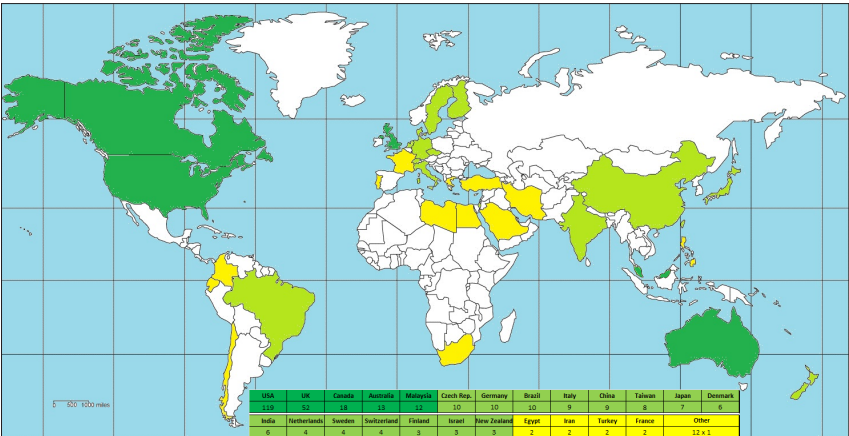 0 500 1000 miles
USA UK Canada Australia Malaysia Czech Rep. Germany Brazil Italy China Taiwan Japan Denmark
119 52 18 13 12 10 10 10 9 9 8 7 6
India Netherlands Sweden Switzerland Finland Israel New Zealand Egypt Iran Turkey France Other
6 4 4 4 3 3 3 2 2 2 2 12 x 1